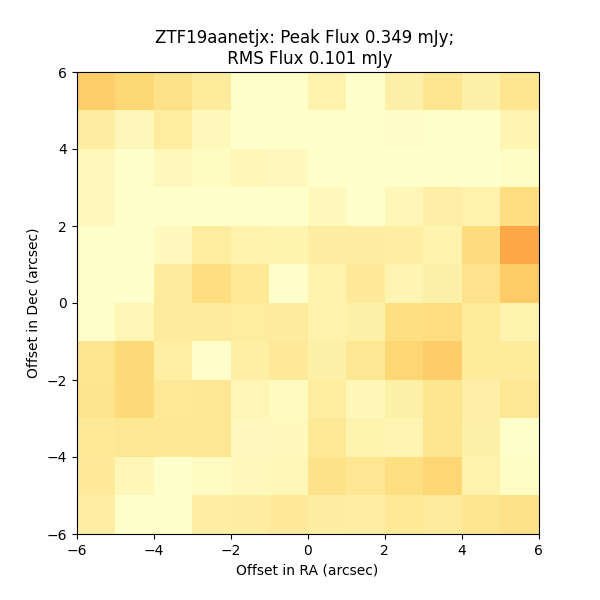 ZTF19aanetjx: Peak Flux 0.349 mJy;
RMS Flux 0.101 mJy
6
4
2
0
−2
−4
−6
Offset in Dec (arcsec)
−6 −4 −2 0 2 4 6
Offset in RA (arcsec)